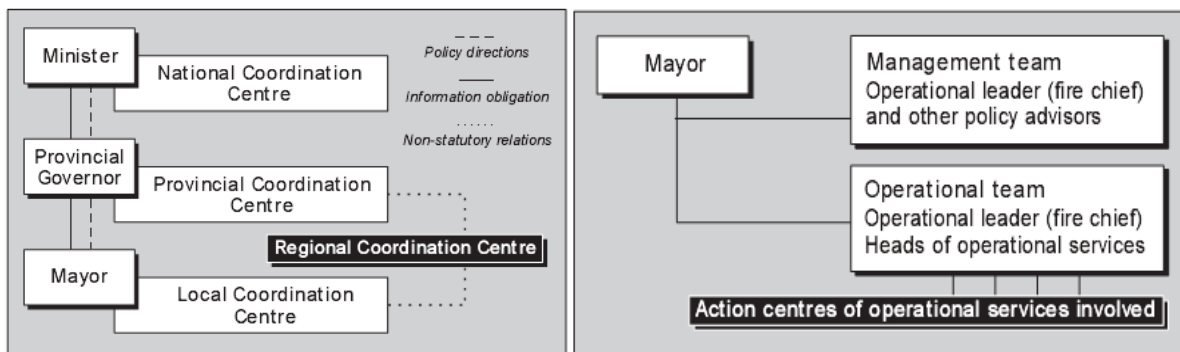 Minister
National Coordination
Centre
Policy directions
Information obligation
Non-statutory relations
Provincial
Governor
Provincial Coordination
Centre
Regional Coordination Centre
Mayor
Local Coordination
Centre
Mayor
Management team
Operational leader (fire chief)
and other policy advisors
Operational team
Operational leader (fire chief)
Heads of operational services
Action centres of operational services involved